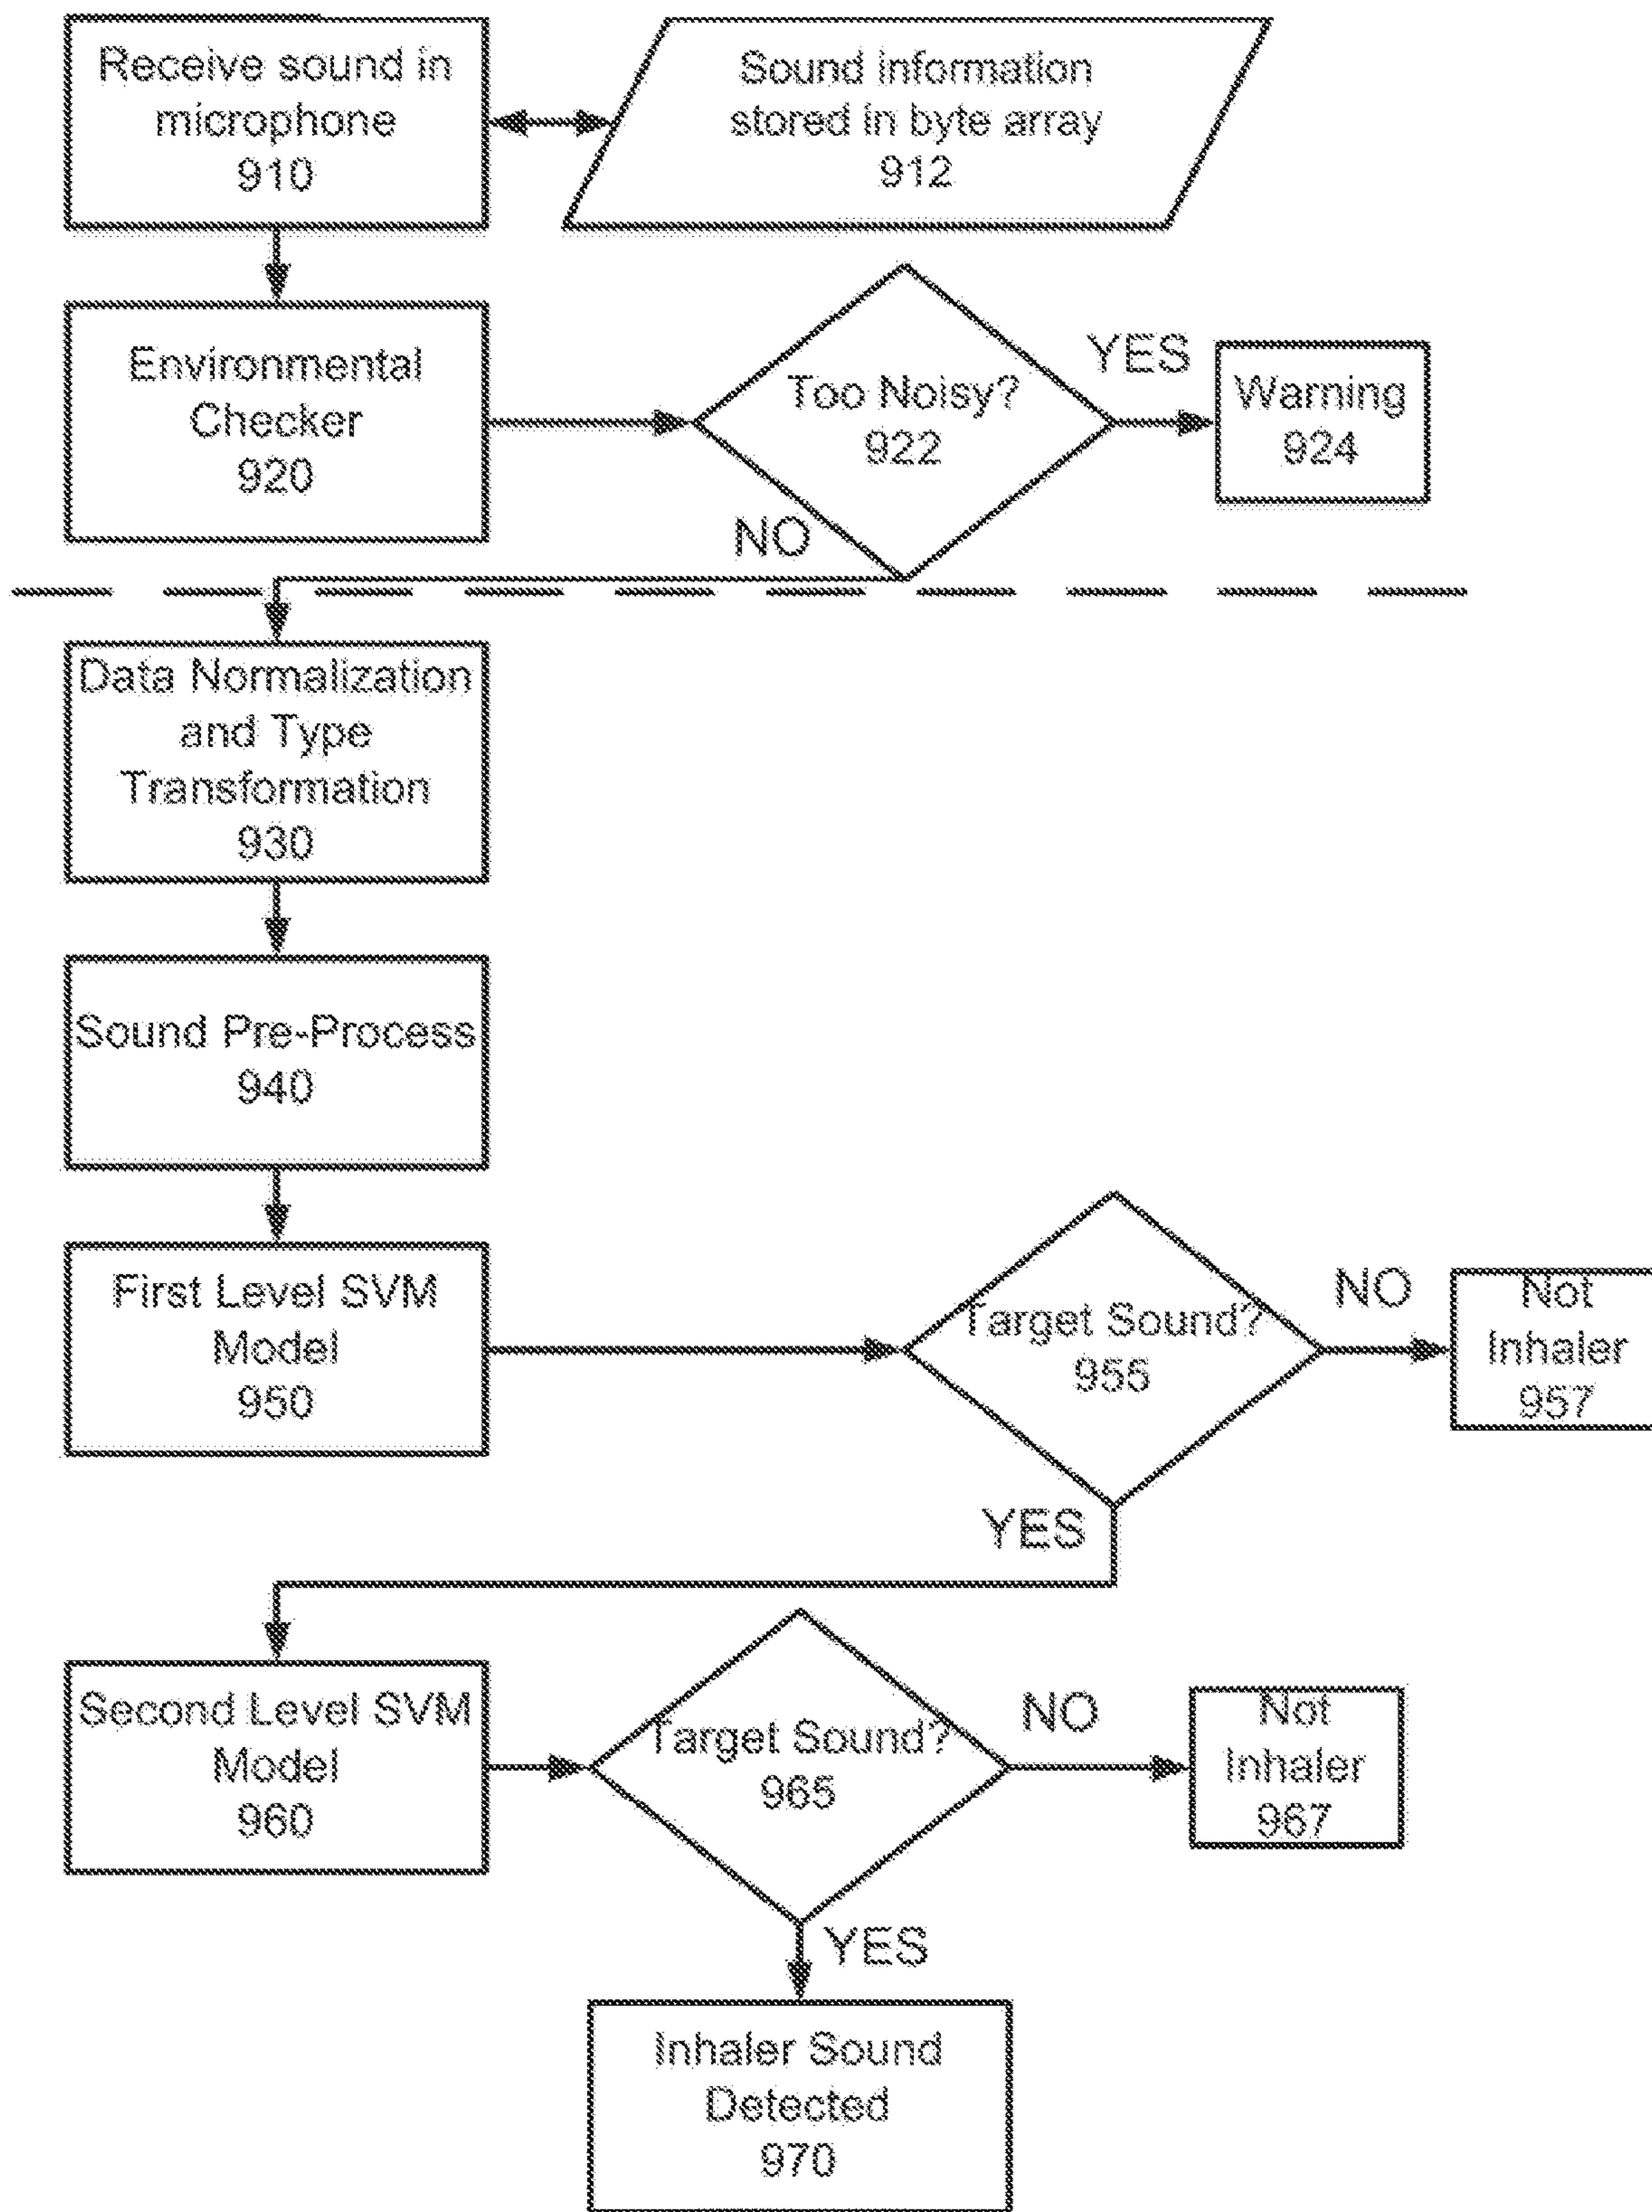 Receive sound in
microphone
910
Sound information
stored in byte array
912
Environmental
Checker
920
Too Noisy?
922
YES
Warning
924
NO
Data Normalization
and Type
Transformation
930
Sound Pre-Process
940
First Level SVM
Model
950
Target Sound?
955
NO
Not
Inhaler
957
YES
Second Level SVM
Model
960
Target Sound?
965
NO
Not
Inhaler
967
YES
Inhaler Sound
Detected
970